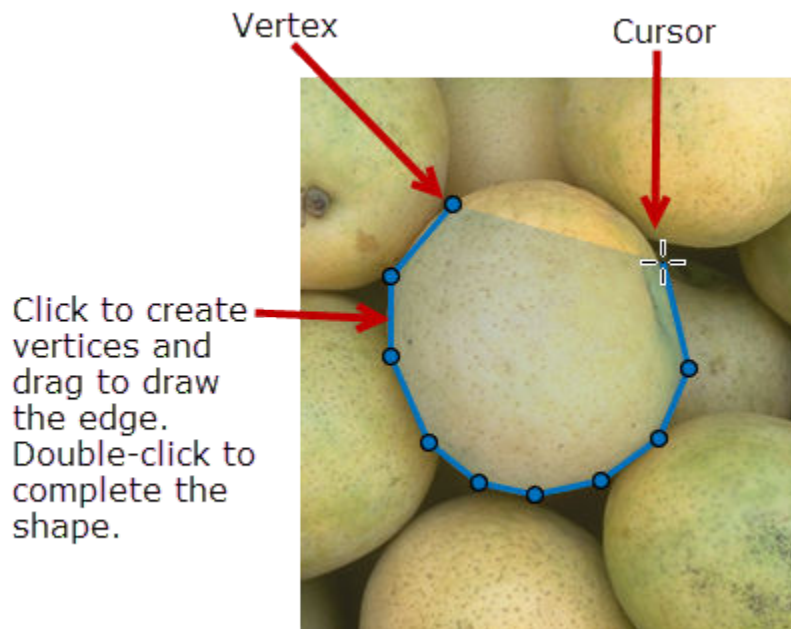 Vertex
Cursor
Click to create
vertices and
drag to draw
the edge.
Double-click to
complete the
shape.